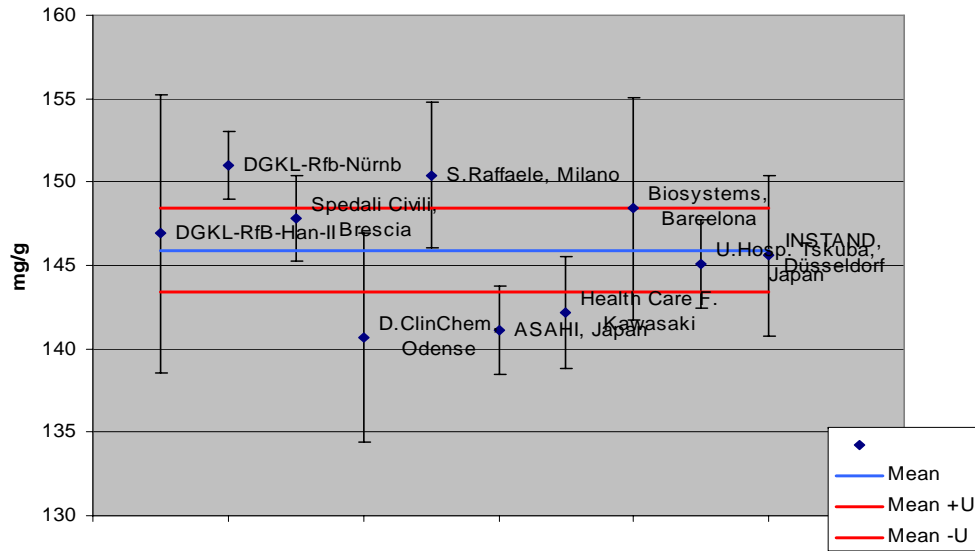 160
155
150
145
140
135
130
mg/g
DGKL-Rfb-Nürnb
S.Raffaele, Milano
Spedali Civili,
Brescia
Biosystems,
Barcelona
DGKL-RfB-Han-II
U.Hosp. Tskuba,
Japan
INSTAND,
Düsseldorf
D.ClinChem
Odense
ASAHI, Japan
Health Care F.
Kawasaki
Mean
Mean +U
Mean -U